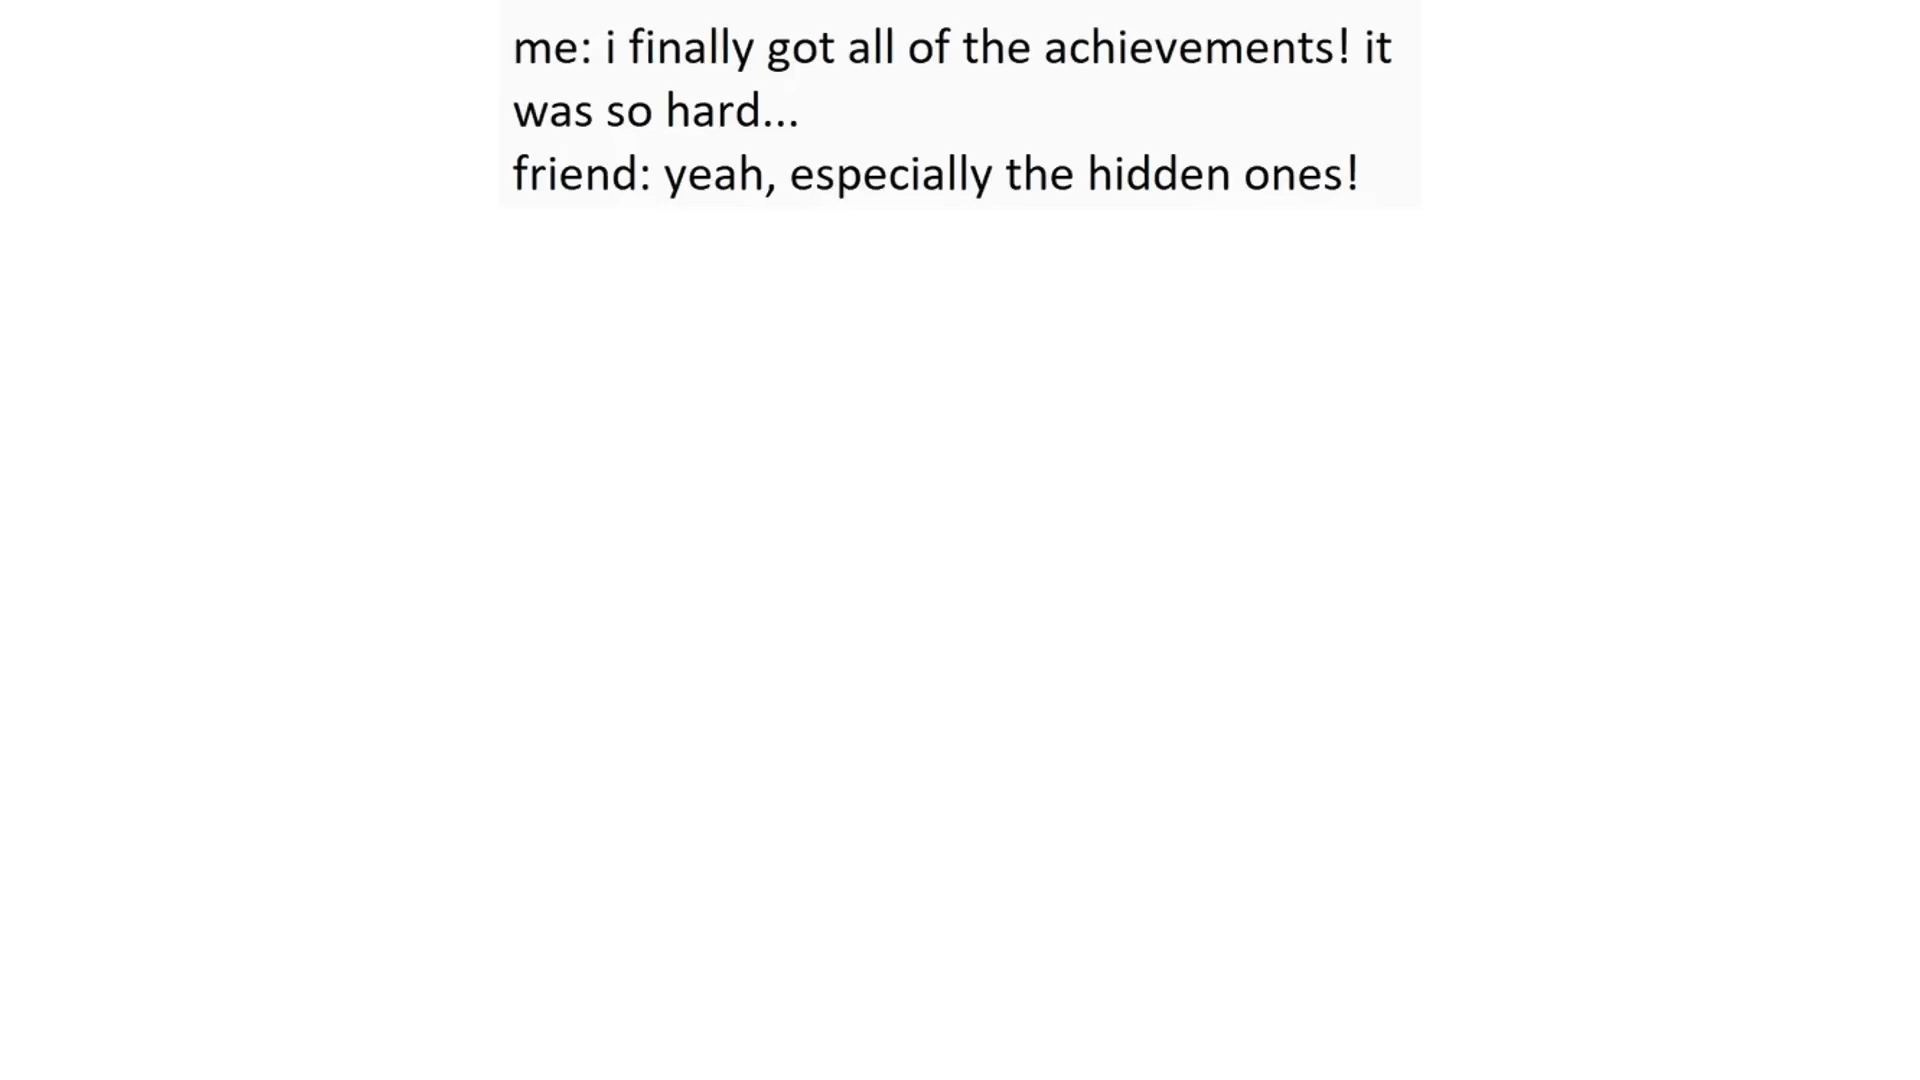 me: i finally got all of the achievements! it
was so hard...
friend: yeah, especially the hidden ones!